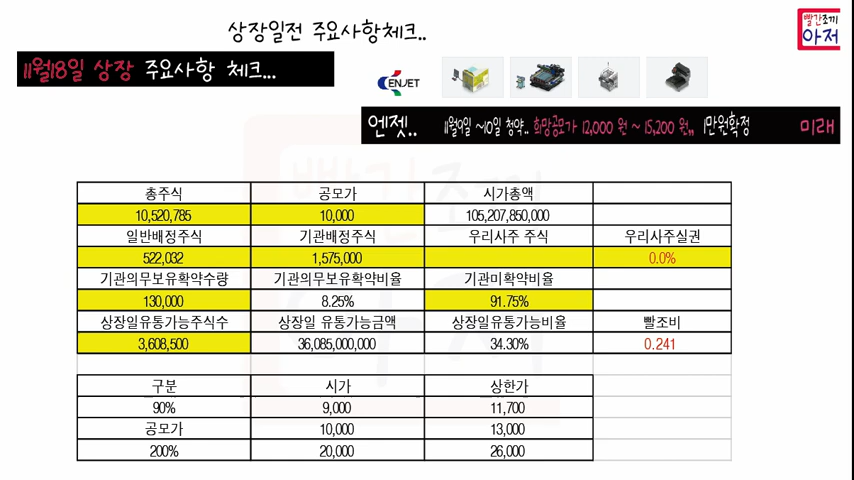 상장일전 주요사항체크..
빨간조끼
아저
11월18일 상장 주요사항 체크...
ENJET
엔젯.. 11월9일 ~10일 청약.. 희망공모가 12,000 원 ~ 15,200 원,, 1만원확정 미래
총주식 공모가 시가총액
10,520,785 10,000 105,207,850,000
일반배정주식 기관배정주식 우리사주 주식 우리사주실권
522,032 1,575,000 0.0%
기관의무보유확약수량 기관의무보유확약비율 기관미확약비율
130,000 8.25% 91.75%
상장일유통가능주식수 상장일 유통가능금액 상장일유통가능비율 빨조비
3,608,500 36,085,000,000 34.30% 0.241
구분 시가 상한가
90% 9,000 11,700
공모가 10,000 13,000
200% 20,000 26,000